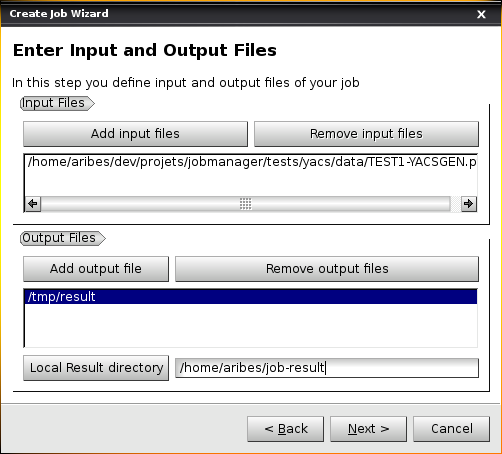 Create Job Wizard
Enter Input and Output Files
In this step you define input and output files of your job
Input Files
Add input files Remove input files
/home/aribes/dev/projets/jobmanager/tests/yacs/data/TEST1-YACSGEN.p
Output Files
Add output file Remove output files
/tmp/result
Local Result directory /home/aribes/job-result
< Back Next > Cancel